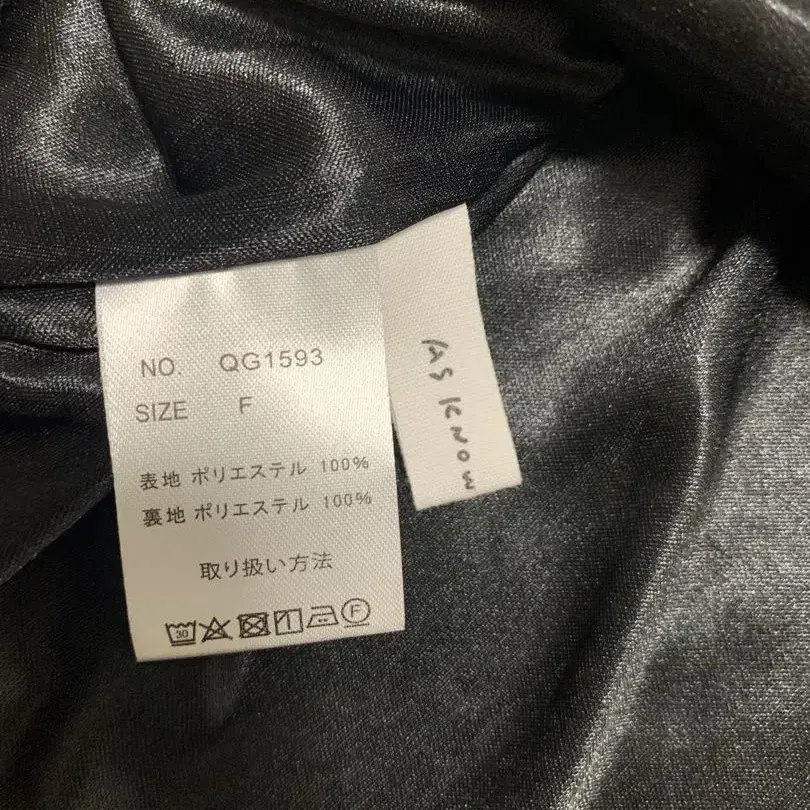 NO. QG1593
SIZE F
表地 ポリエステル 100%
裏地 ポリエステル 100%
取り扱い方法
30 F
AS KNOW